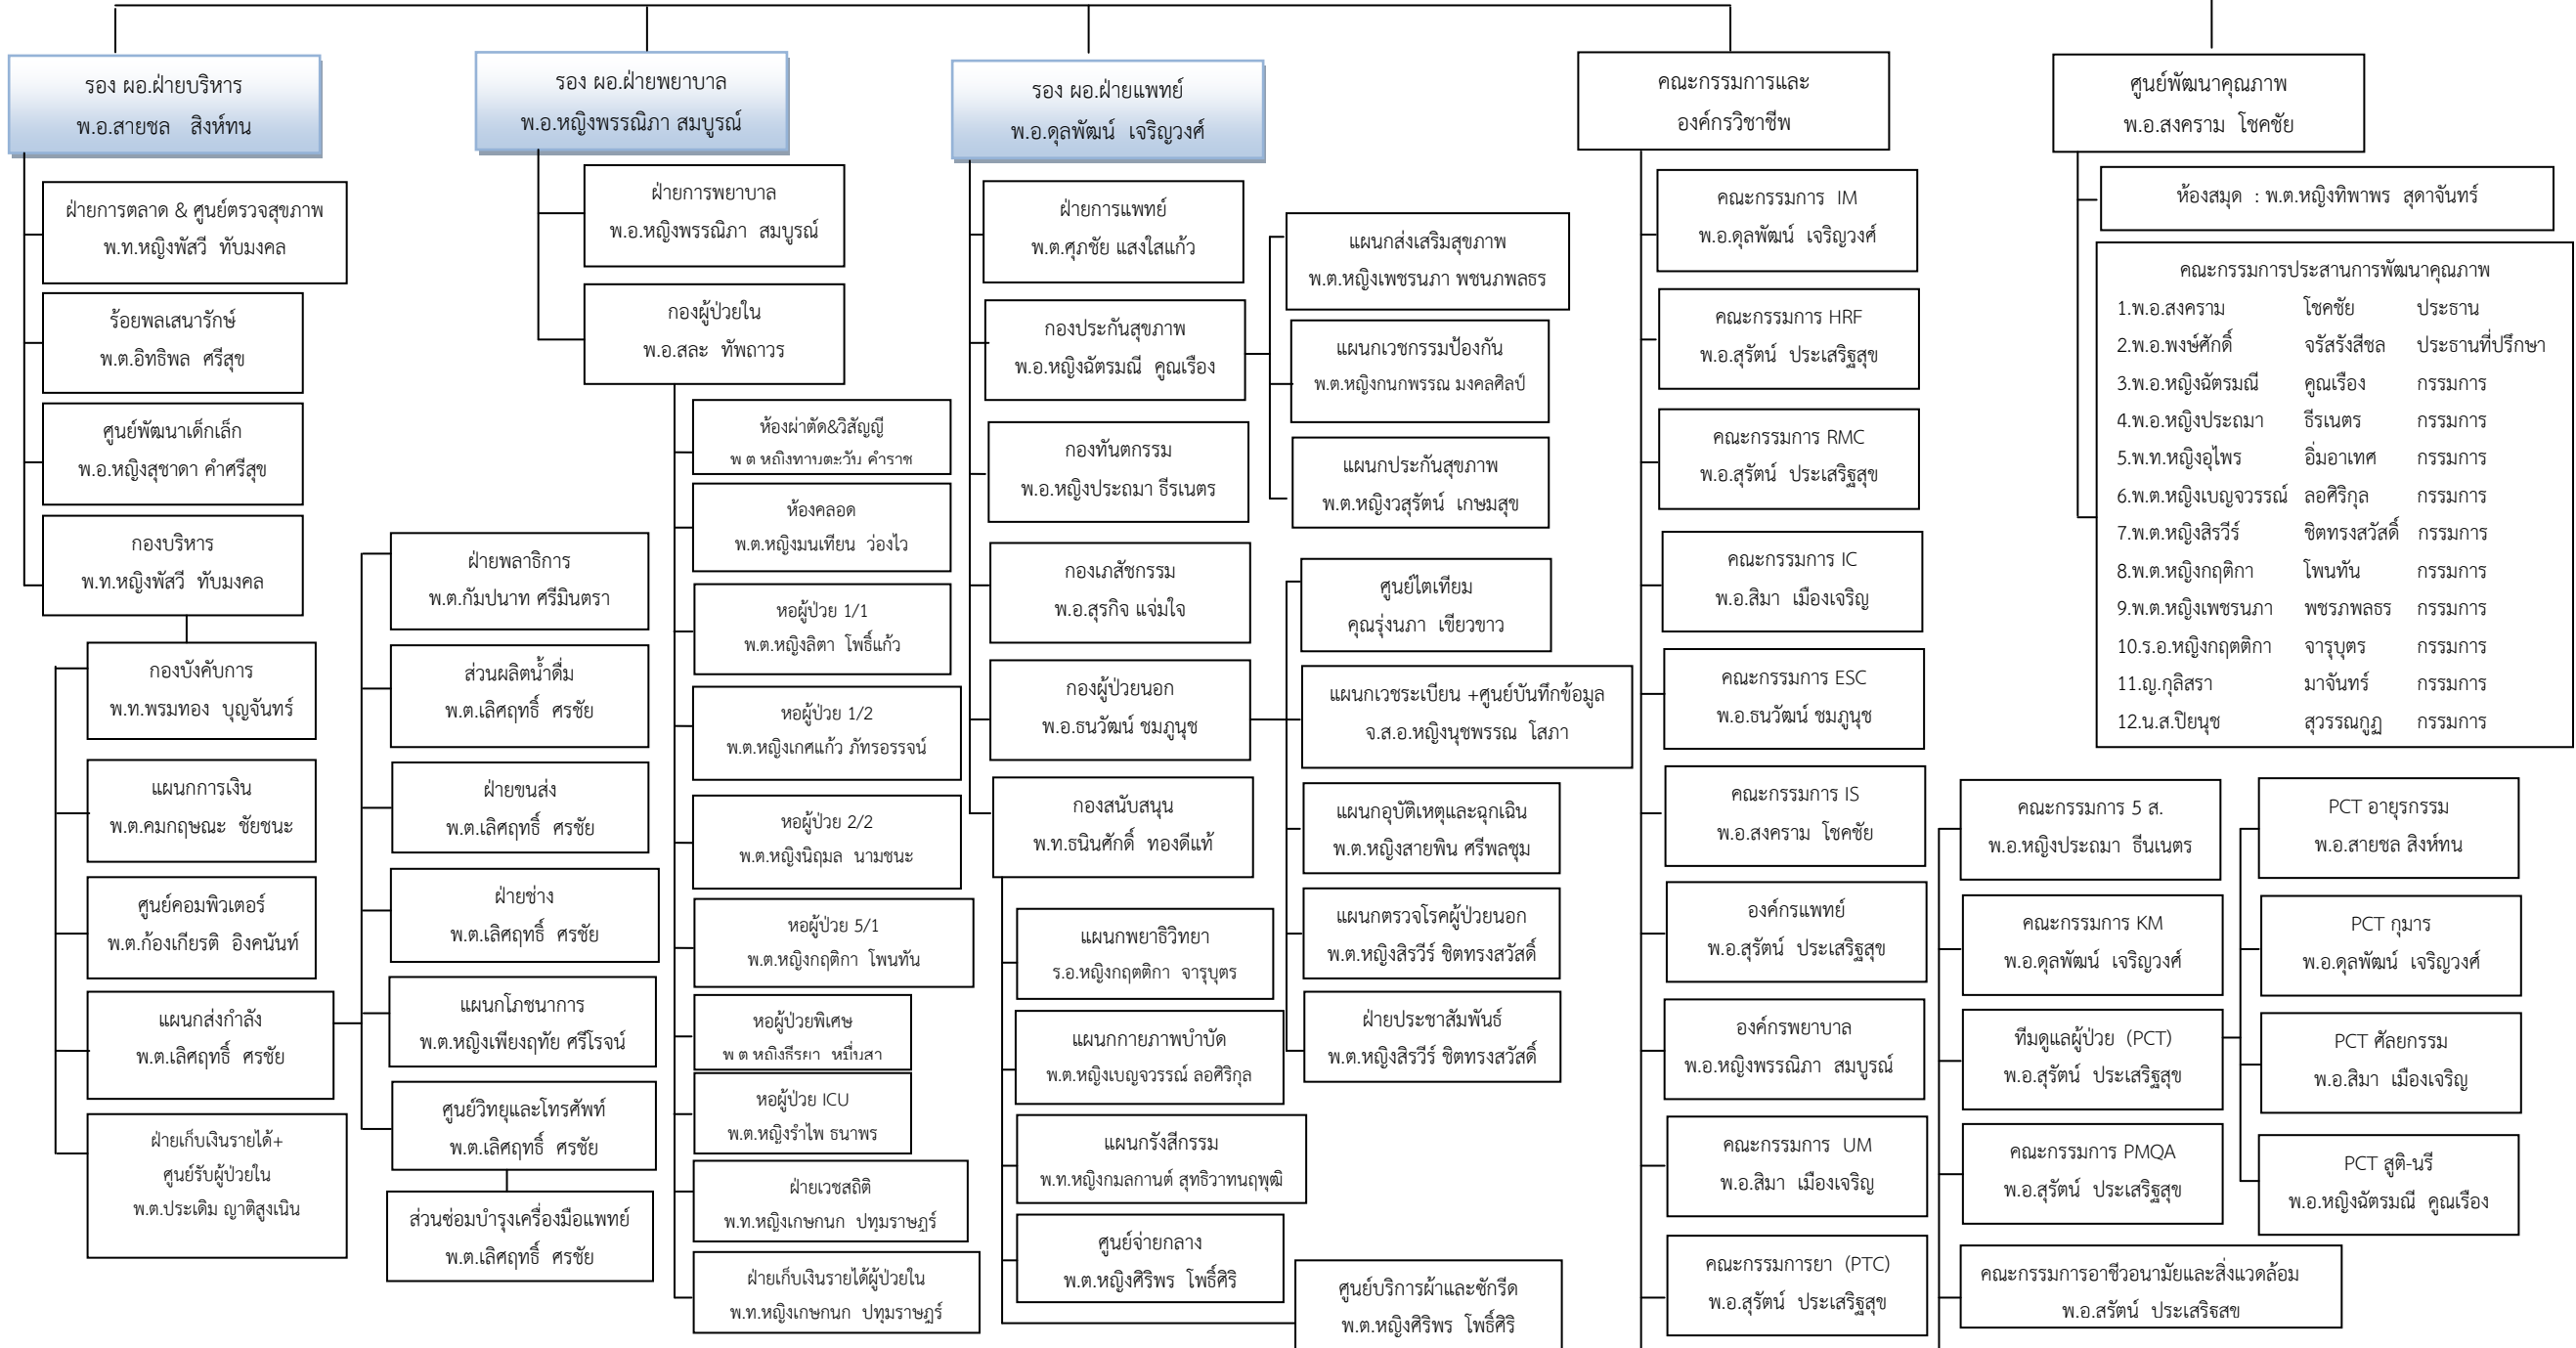 รอง ผอ.ฝ่ายบริหาร
พ.อ.สายชล สิงห์ทน
รอง ผอ.ฝ่ายพยาบาล
พ.อ.หญิงพรรณิภา สมบูรณ์
รอง ผอ.ฝ่ายแพทย์
พ.อ.ดุลพัฒน์ เจริญวงศ์
คณะกรรมการและ
องค์กรวิชาชีพ
ศูนย์พัฒนาคุณภาพ
พ.อ.สงคราม โชคชัย
ฝ่ายการตลาด & ศูนย์ตรวจสุขภาพ
พ.ท.หญิงพัสวี ทับมงคล
ร้อยพลเสนารักษ์
พ.ต.อิทธิพล ศรีสุข
ศูนย์พัฒนาเด็กเล็ก
พ.อ.หญิงสุชาดา คำศรีสุข
กองบริหาร
พ.ท.หญิงพัสวี ทับมงคล
กองบังคับการ
พ.ท.พรมทอง บุญจันทร์
แผนกการเงิน
พ.ต.คมกฤษณะ ชัยชนะ
ศูนย์คอมพิวเตอร์
พ.ต.ก้องเกียรติ อิงคนันท์
แผนกส่งกำลัง
พ.ต.เลิศฤทธิ์ ศรชัย
ฝ่ายเก็บเงินรายได้+
ศูนย์รับผู้ป่วยใน
พ.ต.ประเดิม ญาติสูงเนิน
ฝ่ายพลาธิการ
พ.ต.กัมปนาท ศรีมินตรา
ส่วนผลิตน้ำดื่ม
พ.ต.เลิศฤทธิ์ ศรชัย
ฝ่ายขนส่ง
พ.ต.เลิศฤทธิ์ ศรชัย
ฝ่ายช่าง
พ.ต.เลิศฤทธิ์ ศรชัย
แผนกโภชนาการ
พ.ต.หญิงเพียงฤทัย ศรีโรจน์
ศูนย์วิทยุและโทรศัพท์
พ.ต.เลิศฤทธิ์ ศรชัย
ส่วนซ่อมบำรุงเครื่องมือแพทย์
พ.ต.เลิศฤทธิ์ ศรชัย
ฝ่ายการพยาบาล
พ.อ.หญิงพรรณิภา สมบูรณ์
กองผู้ป่วยใน
พ.อ.สละ ทัพถาวร
ห้องผ่าตัด&วิสัญญี
พ.ต.หญิงทานตะวัน คำราช
ห้องคลอด
พ.ต.หญิงมนเทียน ว่องไว
หอผู้ป่วย 1/1
พ.ต.หญิงลิตา โพธิ์แก้ว
หอผู้ป่วย 1/2
พ.ต.หญิงเกศแก้ว ภัทรอรรจน์
หอผู้ป่วย 2/2
พ.ต.หญิงนิฤมล นามชนะ
หอผู้ป่วย 5/1
พ.ต.หญิงกฤติกา โพนทัน
หอผู้ป่วยพิเศษ
พ.ต.หญิงธีรยา หมื่นสา
หอผู้ป่วย ICU
พ.ต.หญิงรำไพ ธนาพร
ฝ่ายเวชสถิติ
พ.ท.หญิงเกษกนก ปทุมราษฎร์
ฝ่ายเก็บเงินรายได้ผู้ป่วยใน
พ.ท.หญิงเกษกนก ปทุมราษฎร์
ฝ่ายการแพทย์
พ.ต.ศุภชัย แสงใสแก้ว
กองประกันสุขภาพ
พ.อ.หญิงฉัตรมณี คูณเรือง
กองทันตกรรม
พ.อ.หญิงประถมา ธีรเนตร
กองเภสัชกรรม
พ.อ.สุรกิจ แจ่มใจ
กองผู้ป่วยนอก
พ.อ.ธนวัฒน์ ชมภูนุช
กองสนับสนุน
พ.ท.ธนินศักดิ์ ทองดีแท้
แผนกพยาธิวิทยา
ร.อ.หญิงกฤตติกา จารุบุตร
แผนกกายภาพบำบัด
พ.ต.หญิงเบญจวรรณ์ ลอศิริกุล
แผนกรังสีกรรม
พ.ท.หญิงกมลกานต์ สุทธิวาทนฤพุฒิ
ศูนย์จ่ายกลาง
พ.ต.หญิงศิริพร โพธิ์ศิริ
ศูนย์บริการผ้าและซักรีด
พ.ต.หญิงศิริพร โพธิ์ศิริ
แผนกส่งเสริมสุขภาพ
พ.ต.หญิงเพชรนภา พชนภพลธร
แผนกเวชกรรมป้องกัน
พ.ต.หญิงกนกพรรณ มงคลศิลป์
แผนกประกันสุขภาพ
พ.ต.หญิงวสุรัตน์ เกษมสุข
ศูนย์ไตเทียม
คุณรุ่งนภา เขียวขาว
แผนกเวชระเบียน +ศูนย์บันทึกข้อมูล
จ.ส.อ.หญิงนุชพรรณ โสภา
แผนกอุบัติเหตุและฉุกเฉิน
พ.ต.หญิงสายพิน ศรีพลชุม
แผนกตรวจโรคผู้ป่วยนอก
พ.ต.หญิงสิรวีร์ ชิตทรงสวัสดิ์
ฝ่ายประชาสัมพันธ์
พ.ต.หญิงสิรวีร์ ชิตทรงสวัสดิ์
คณะกรรมการ IM
พ.อ.ดุลพัฒน์ เจริญวงศ์
คณะกรรมการ HRF
พ.อ.สุรัตน์ ประเสริฐสุข
คณะกรรมการ RMC
พ.อ.สุรัตน์ ประเสริฐสุข
คณะกรรมการ IC
พ.อ.สิมา เมืองเจริญ
คณะกรรมการ ESC
พ.อ.ธนวัฒน์ ชมภูนุช
คณะกรรมการ IS
พ.อ.สงคราม โชคชัย
องค์กรแพทย์
พ.อ.สุรัตน์ ประเสริฐสุข
องค์กรพยาบาล
พ.อ.หญิงพรรณิภา สมบูรณ์
คณะกรรมการ UM
พ.อ.สิมา เมืองเจริญ
คณะกรรมการยา (PTC)
พ.อ.สุรัตน์ ประเสริฐสุข
คณะกรรมการ 5 ส.
พ.อ.หญิงประถมา ธีนเนตร
คณะกรรมการ KM
พ.อ.ดุลพัฒน์ เจริญวงศ์
ทีมดูแลผู้ป่วย (PCT)
พ.อ.สุรัตน์ ประเสริฐสุข
คณะกรรมการ PMQA
พ.อ.สุรัตน์ ประเสริฐสุข
คณะกรรมการอาชีวอนามัยและสิ่งแวดล้อม
พ.อ.สุรัตน์ ประเสริฐสุข
PCT อายุรกรรม
พ.อ.สายชล สิงห์ทน
PCT กุมาร
พ.อ.ดุลพัฒน์ เจริญวงศ์
PCT ศัลยกรรม
พ.อ.สิมา เมืองเจริญ
PCT สูติ-นรี
พ.อ.หญิงฉัตรมณี คูณเรือง
ห้องสมุด : พ.ต.หญิงทิพาพร สุดาจันทร์
คณะกรรมการประสานการพัฒนาคุณภาพ
1.พ.อ.สงคราม โชคชัย ประธาน
2.พ.อ.พงษ์ศักดิ์ จรัสรังสีชล ประธานที่ปรึกษา
3.พ.อ.หญิงฉัตรมณี คูณเรือง กรรมการ
4.พ.อ.หญิงประถมา ธีรเนตร กรรมการ
5.พ.ท.หญิงอุไพร อิ่มอาเทศ กรรมการ
6.พ.ต.หญิงเบญจวรรณ์ ลอศิริกุล กรรมการ
7.พ.ต.หญิงสิรวีร์ ชิตทรงสวัสดิ์ กรรมการ
8.พ.ต.หญิงกฤติกา โพนทัน กรรมการ
9.พ.ต.หญิงเพชรนภา พชรภพลธร กรรมการ
10.ร.อ.หญิงกฤตติกา จารุบุตร กรรมการ
11.ญ.กุลิสรา มาจันทร์ กรรมการ
12.น.ส.ปิยนุช สุวรรณกูฏ กรรมการ